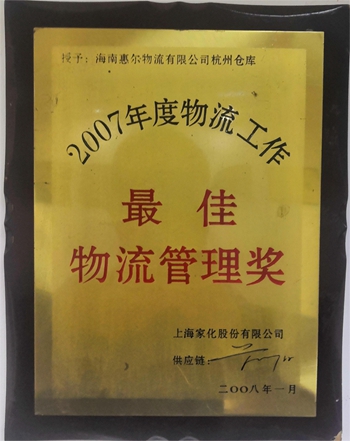 授予：海南惠尔物流有限公司杭州仓库
2007年度物流工作
最佳
物流管理奖
上海家化股份有限公司
供应链：
二〇〇八年一月